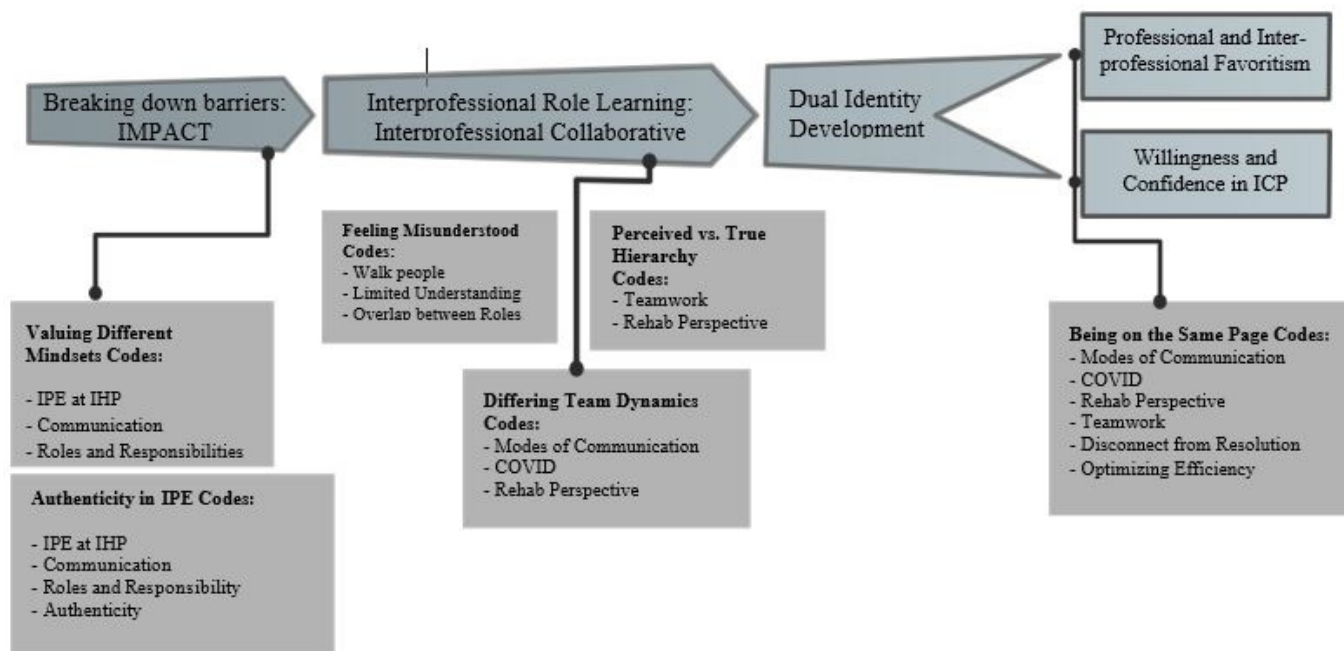 Breaking down barriers:
IMPACT
Interprofessional Role Learning:
Interprofessional Collaborative
Dual Identity
Development
Professional and Inter-
professional Favoritism
Willingness and
Confidence in ICP
Valuing Different
Mindsets Codes:
- IPE at IHP
- Communication
- Roles and Responsibilities
Authenticity in IPE Codes:
- IPE at IHP
- Communication
- Roles and Responsibility
- Authenticity
Feeling Misunderstood
Codes:
- Walk people
- Limited Understanding
- Overlap between Roles
Perceived vs. True
Hierarchy
Codes:
- Teamwork
- Rehab Perspective
Differing Team Dynamics
Codes:
- Modes of Communication
- COVID
- Rehab Perspective
Being on the Same Page Codes:
- Modes of Communication
- COVID
- Rehab Perspective
- Teamwork
- Disconnect from Resolution
- Optimizing Efficiency